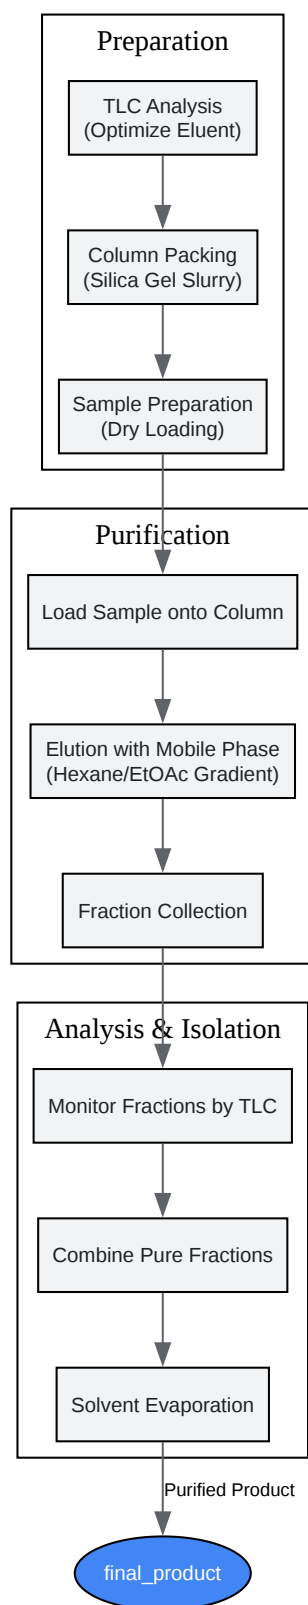 Preparation
TLC Analysis
(Optimize Eluent)
Column Packing
(Silica Gel Slurry)
Sample Preparation
(Dry Loading)
Purification
Load Sample onto Column
Elution with Mobile Phase
(Hexane/EtOAc Gradient)
Fraction Collection
Analysis & Isolation
Monitor Fractions by TLC
Combine Pure Fractions
Solvent Evaporation
Purified Product
final_product